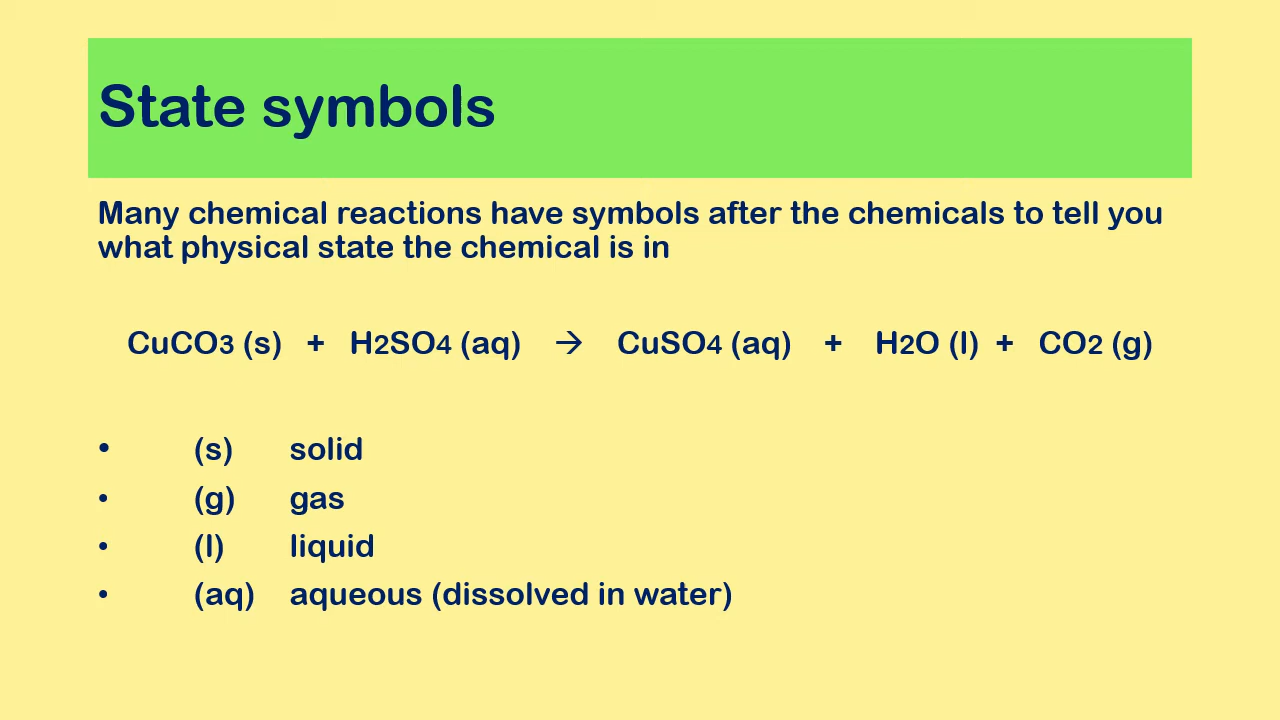 State symbols
Many chemical reactions have symbols after the chemicals to tell you
what physical state the chemical is in
CuCO3 (s) + H2SO4 (aq) → CuSO4 (aq) + H2O (l) + CO2 (g)
• (s) solid
• (g) gas
• (l) liquid
• (aq) aqueous (dissolved in water)